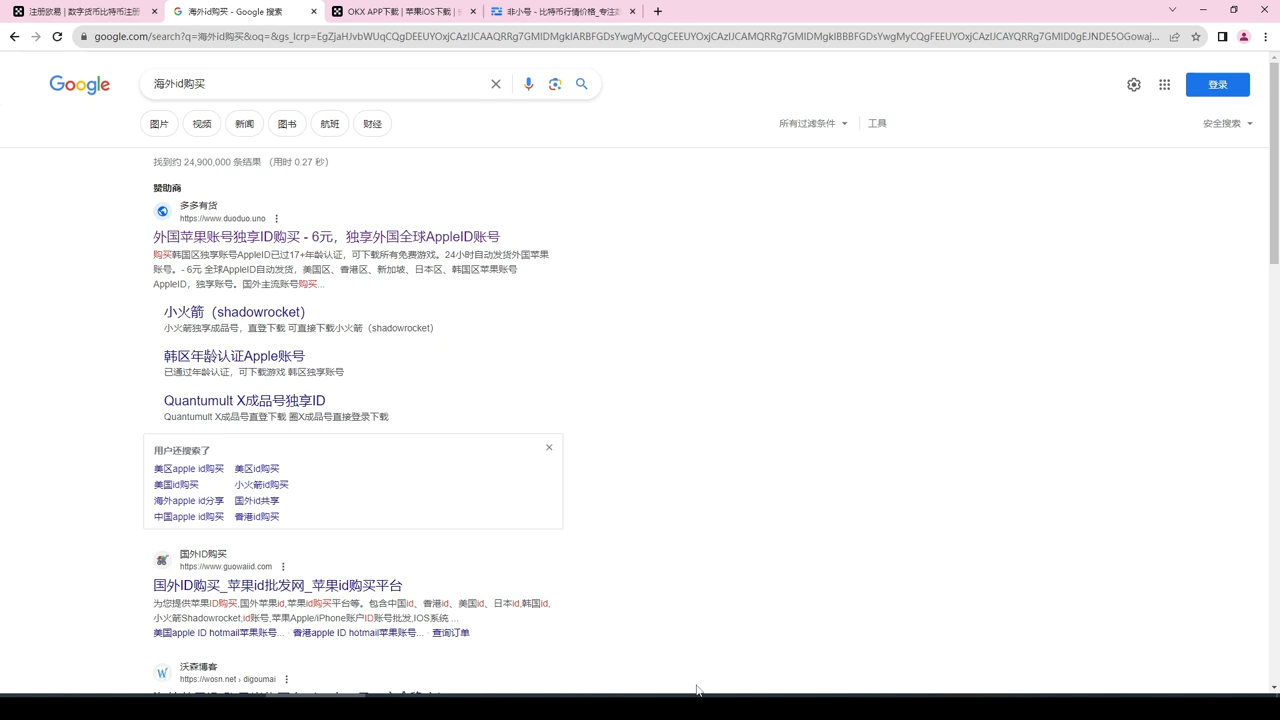 注册欧易 | 数字货币比特币注册
海外id购买 - Google 搜索
OKX APP下载 | 苹果iOS下载 |
非小号 - 比特币行情价格_专注
google.com/search?q=海外id购买&oq=&gs_lcrp=
Google
海外id购买
登录
图片
视频
新闻
图书
航班
财经
所有过滤条件
工具
安全搜索
找到约 24,900,000 条结果 （用时 0.27 秒）
赞助商
多多有货
https://www.duoduo.uno
外国苹果账号独享ID购买 - 6元，独享外国全球AppleID账号
购买韩国区独享账号AppleID已过17+年龄认证，可下载所有免费游戏。24小时自动发货外国苹果
账号。- 6元 全球AppleID自动发货，美国区、香港区、新加坡、日本区、韩国区苹果账号
AppleID，独享账号。国外主流账号购买...
小火箭（shadowrocket）
小火箭独享成品号，直登下载 可直接下载小火箭（shadowrocket）
韩区年龄认证Apple账号
已通过年龄认证，可下载游戏 韩区独享账号
Quantumult X成品号独享ID
Quantumult X成品号直登下载 圈X成品号直接登录下载
用户还搜索了
美区apple id购买 美区id购买
美国id购买 小火箭id购买
海外apple id分享 国外id共享
中国apple id购买 香港id购买
国外ID购买
https://www.guowaiid.com
国外ID购买_苹果id批发网_苹果id购买平台
为您提供苹果ID购买,国外苹果id,苹果id购买平台等。包含中国id、香港id、美国id、日本id,韩国id,
小火箭Shadowrocket,id账号,苹果Apple/iPhone账户ID账号批发,IOS系统 ...
美国apple ID hotmail苹果账号... · 香港apple ID hotmail苹果账号... · 查询订单
沃森博客
https://wosn.net › digoumai